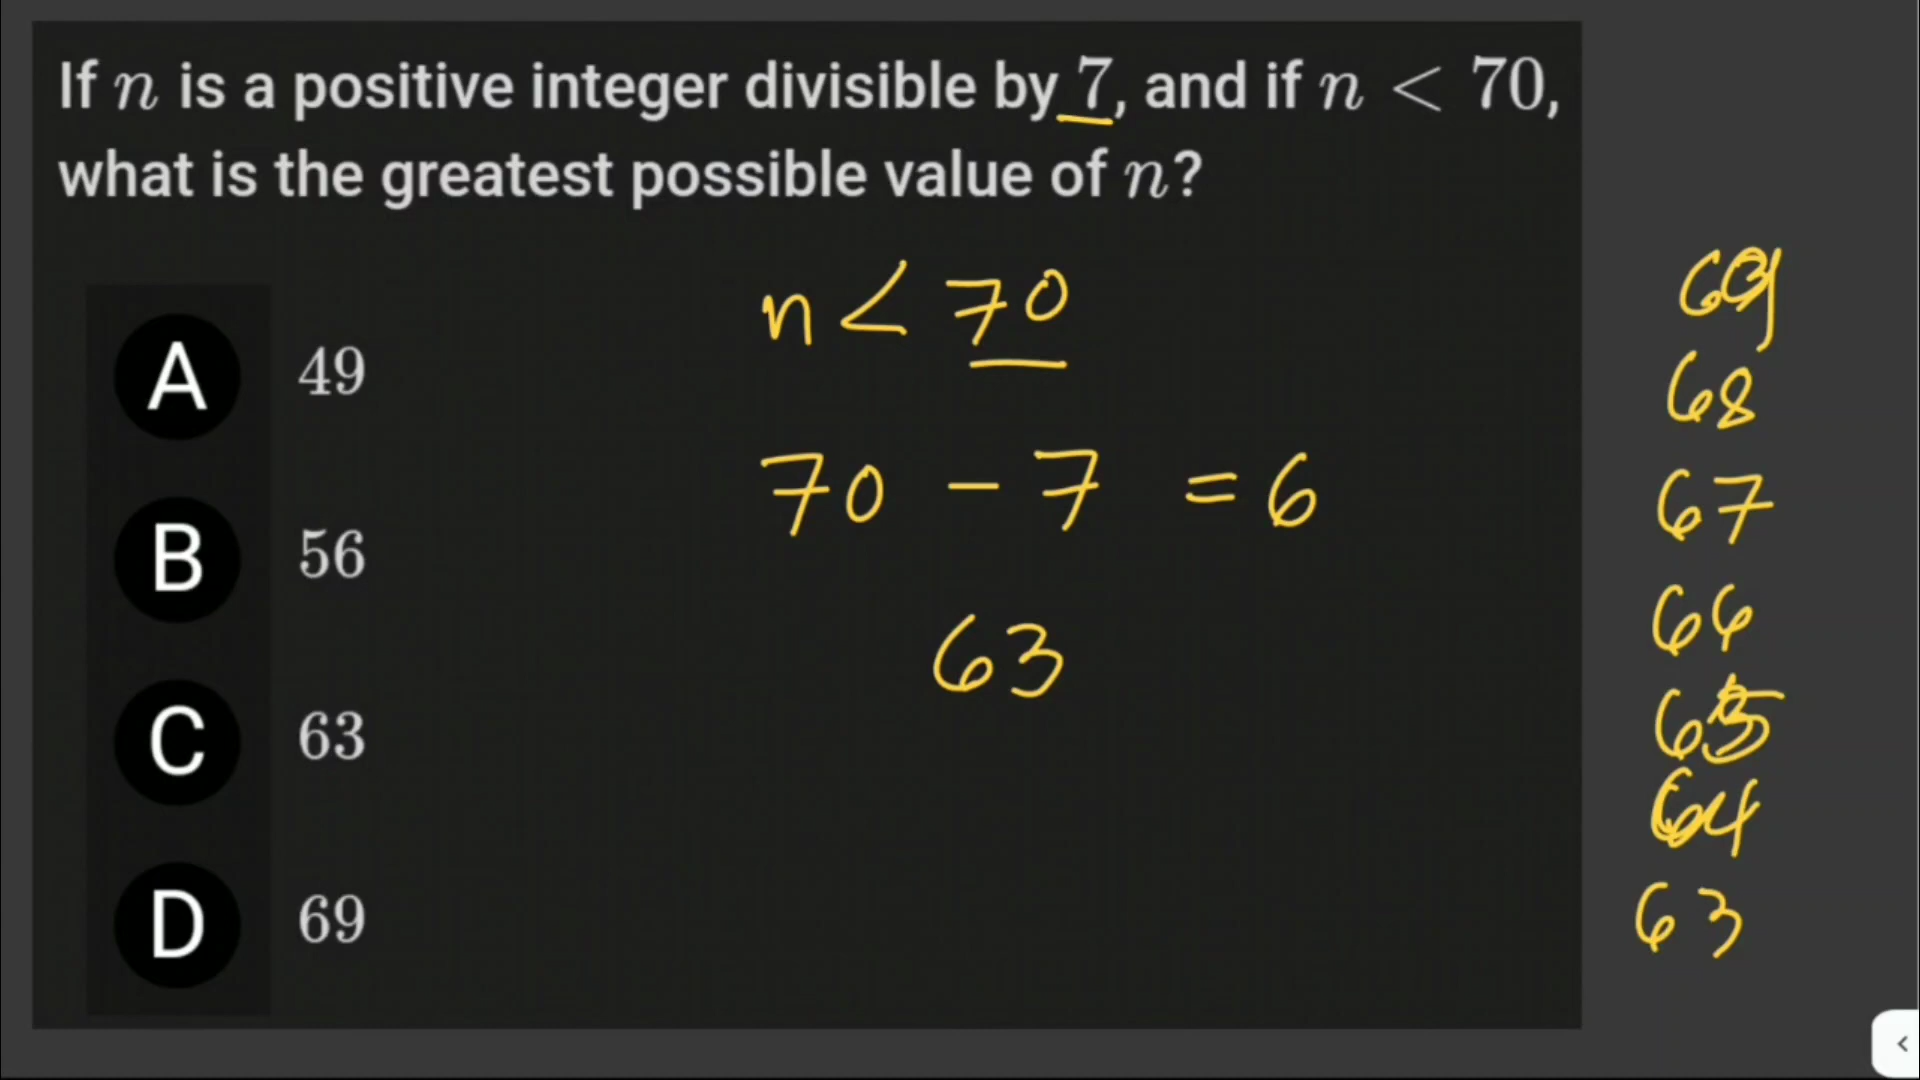 If n is a positive integer divisible by 7, and if n < 70,
what is the greatest possible value of n?
A 49
B 56
C 63
D 69
n < 70
70 - 7 = 6
63
69
68
67
66
65
64
63
<